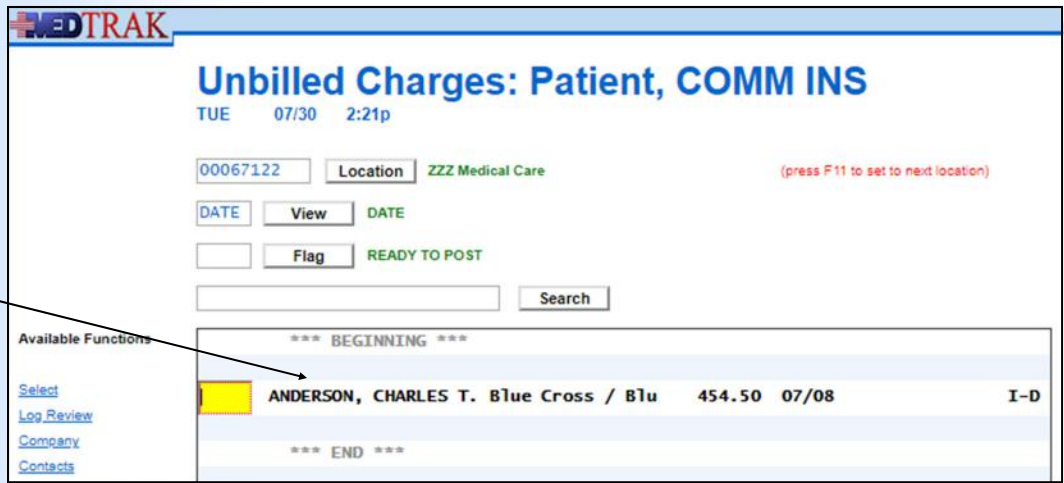 MEDTRAK
Unbilled Charges: Patient, COMM INS
TUE 07/30 2:21p
00067122 Location ZZZ Medical Care (press F11 to set to next location)
DATE View DATE
Flag READY TO POST
Search
Available Functions
*** BEGINNING ***
Select
ANDERSON, CHARLES T. Blue Cross / Blu 454.50 07/08 I-D
Log Review
Company
*** END ***
Contacts